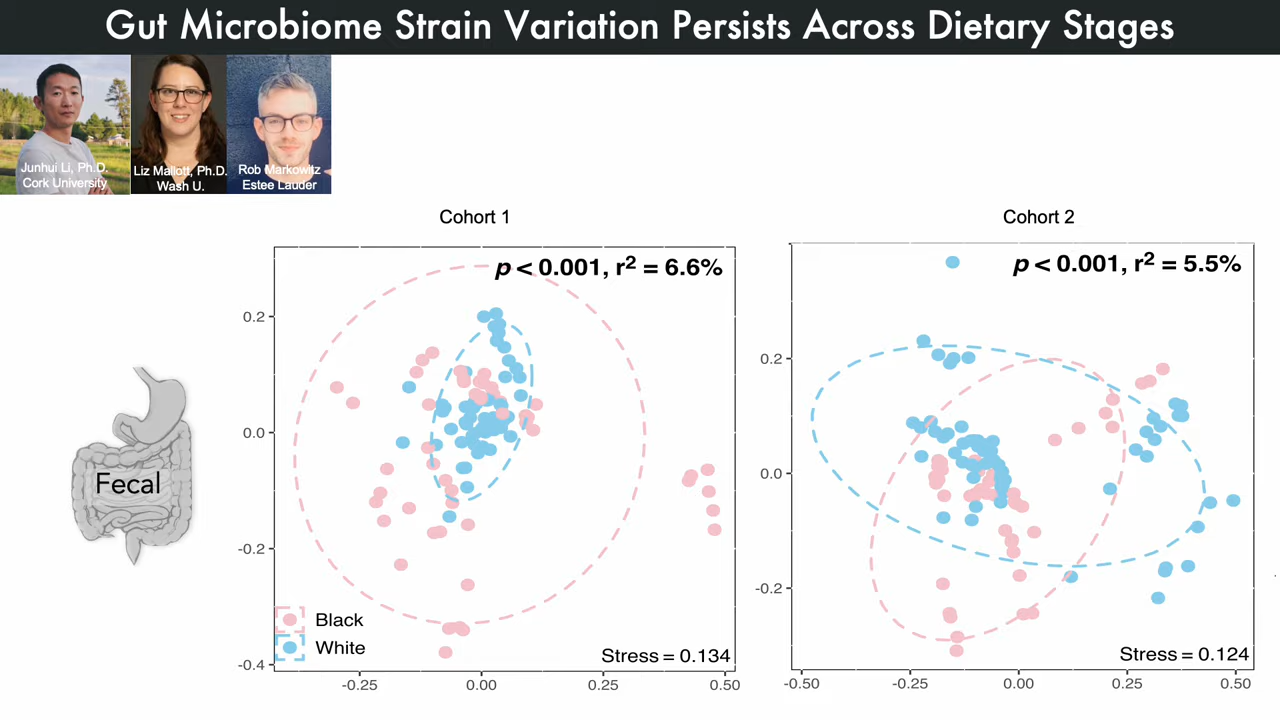 Gut Microbiome Strain Variation Persists Across Dietary Stages
Junhui Li, Ph.D.
Cork University
Liz Mallott, Ph.D.
Wash U.
Rob Markowitz
Estee Lauder
Fecal
Cohort 1
p < 0.001, r² = 6.6%
0.2
0.0
-0.2
-0.4
Black
White
Stress = 0.134
-0.25
0.00
0.25
0.50
Cohort 2
p < 0.001, r² = 5.5%
0.2
0.0
-0.2
Stress = 0.124
-0.50
-0.25
0.00
0.25
0.50